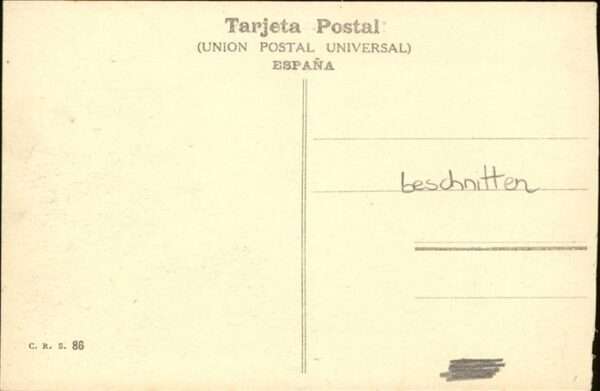 Tarjeta Postal
(UNION POSTAL UNIVERSAL)
ESPAÑA
beschnitten
C. R. S. 86